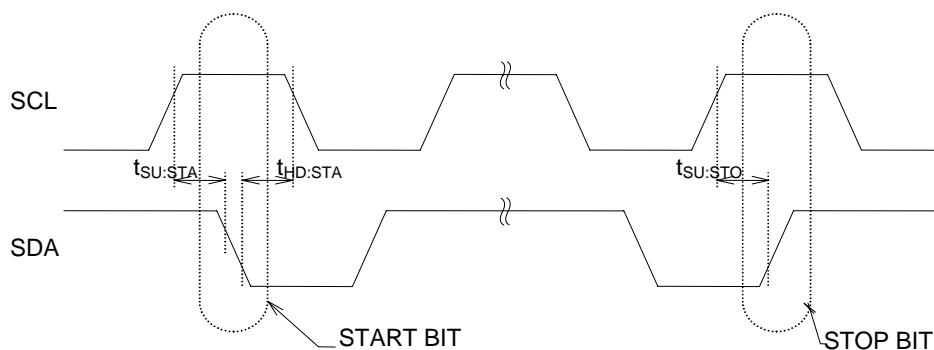 SCL
tSU:STA
tHD:STA
tSU:STO
SDA
START BIT
STOP BIT